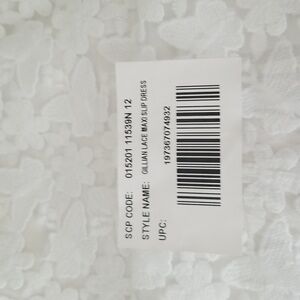 SCP CODE: 015201 11539N 12
STYLE NAME: GILLIAN LACE MAXI SLIP DRESS
UPC: 197367074932